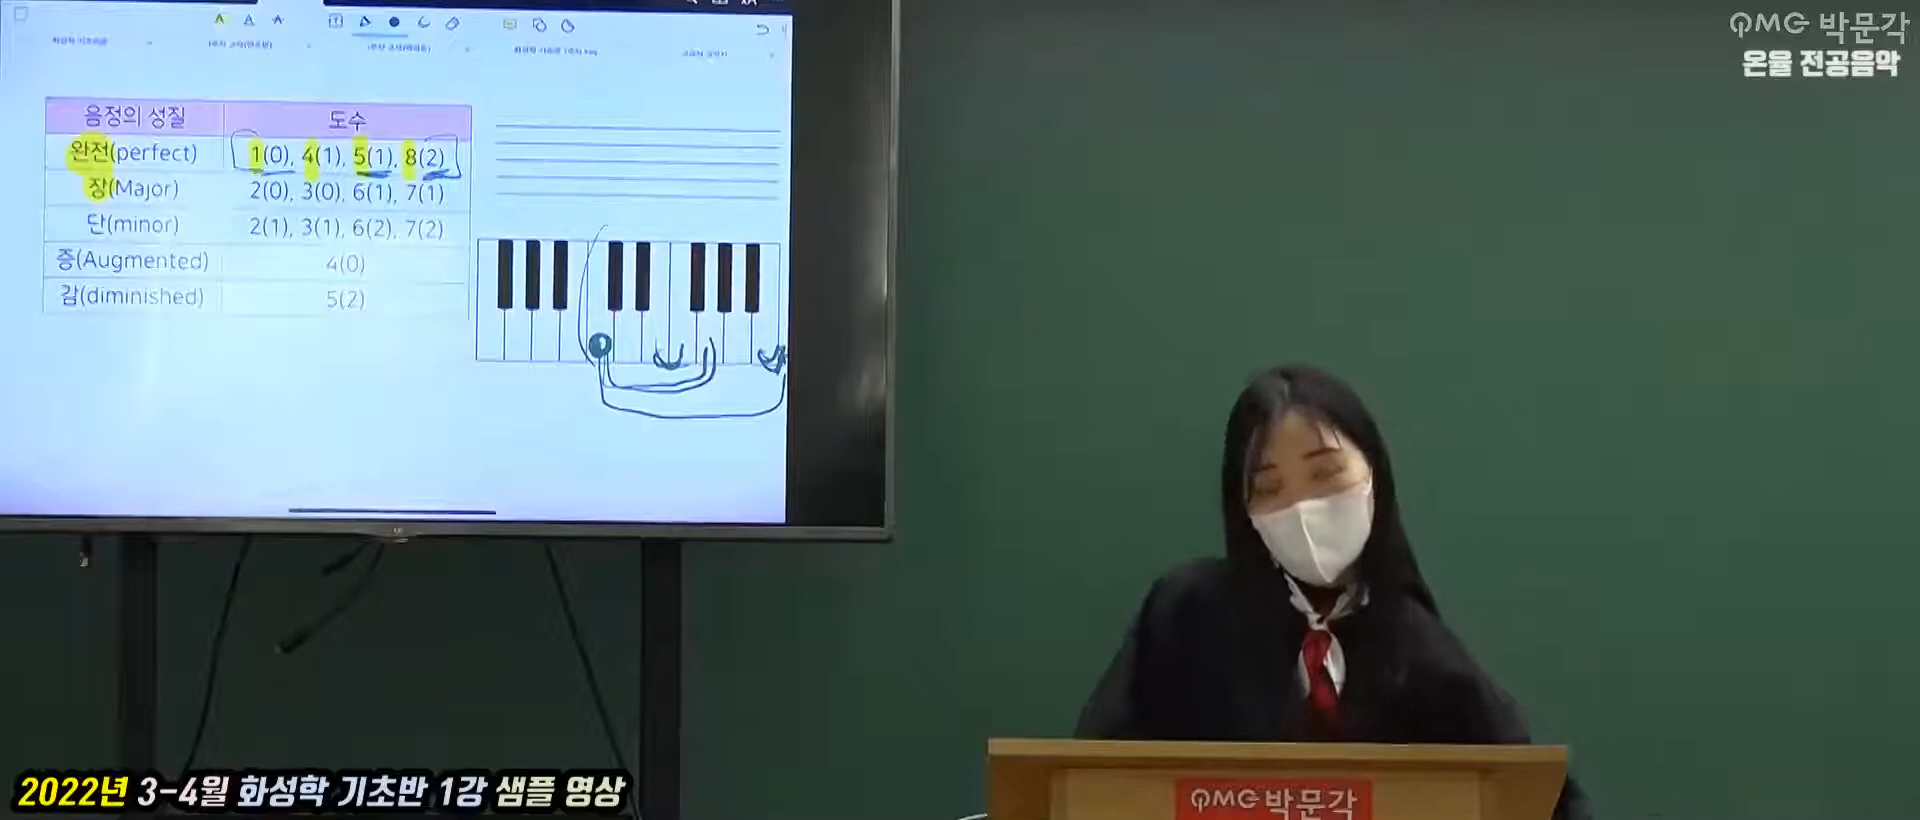 PMG 박문각
온율 전공음악
음정의 성질 도수
완전(perfect) 1(0), 4(1), 5(1), 8(2)
장(Major) 2(0), 3(0), 6(1), 7(1)
단(minor) 2(1), 3(1), 6(2), 7(2)
증(Augmented) 4(0)
감(diminished) 5(2)
2022년 3-4월 화성학 기초반 1강 샘플 영상
PMG 박문각